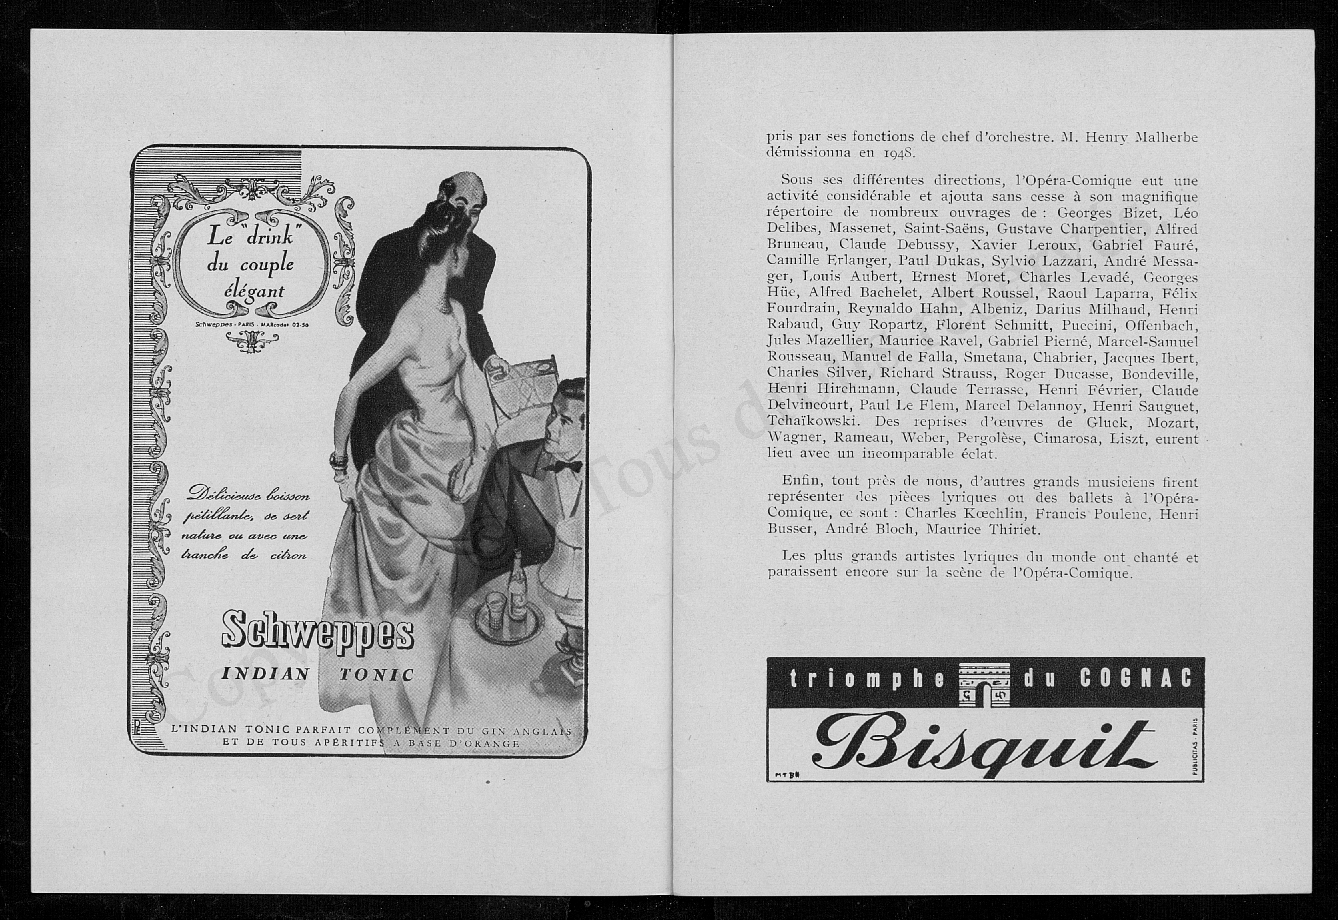 Le "drink"
du couple
élégant
Schweppes - PARIS - MARcadet 02-56
Délicieuse boisson
pétillante, se sert
nature ou avec une
tranche de citron
Schweppes
INDIAN TONIC
L'INDIAN TONIC PARFAIT COMPLÉMENT DU GIN ANGLAIS
ET DE TOUS APÉRITIFS A BASE D'ORANGE
pris par ses fonctions de chef d'orchestre. M. Henry Malherbe
démissionna en 1948.
Sous ses différentes directions, l'Opéra-Comique eut une
activité considérable et ajouta sans cesse à son magnifique
répertoire de nombreux ouvrages de : Georges Bizet, Léo
Delibes, Massenet, Saint-Saëns, Gustave Charpentier, Alfred
Bruneau, Claude Debussy, Xavier Leroux, Gabriel Fauré,
Camille Erlanger, Paul Dukas, Sylvio Lazzari, André Messa-
ger, Louis Aubert, Ernest Moret, Charles Levadé, Georges
Hüe, Alfred Bachelet, Albert Roussel, Raoul Laparra, Félix
Fourdrain, Reynaldo Hahn, Albeniz, Darius Milhaud, Henri
Rabaud, Guy Ropartz, Florent Schmitt, Puccini, Offenbach,
Jules Mazellier, Maurice Ravel, Gabriel Pierné, Marcel-Samuel
Rousseau, Manuel de Falla, Smetana, Chabrier, Jacques Ibert,
Charles Silver, Richard Strauss, Roger Ducasse, Bondeville,
Henri Hirchmann, Claude Terrasse, Henri Février, Claude
Delvincourt, Paul Le Flem, Marcel Delannoy, Henri Sauguet,
Tchaïkowski. Des reprises d'œuvres de Gluck, Mozart,
Wagner, Rameau, Weber, Pergolèse, Cimarosa, Liszt, eurent
lieu avec un incomparable éclat.
Enfin, tout près de nous, d'autres grands musiciens firent
représenter des pièces lyriques ou des ballets à l'Opéra-
Comique, ce sont : Charles Kœchlin, Francis Poulenc, Henri
Busser, André Bloch, Maurice Thiriet.
Les plus grands artistes lyriques du monde ont chanté et
paraissent encore sur la scène de l'Opéra-Comique.
triomphe du COGNAC
Bisquit
PUBLICITAS PARIS